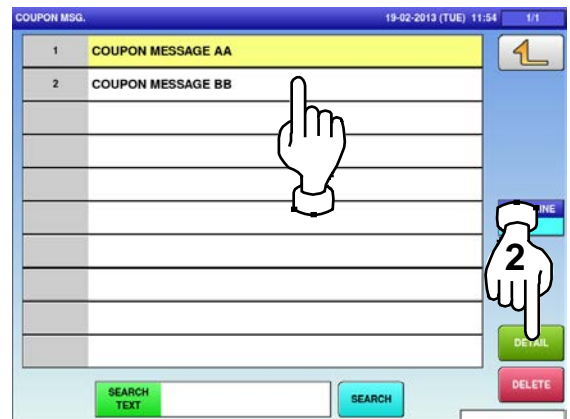 COUPON MSG. 19-02-2013 (TUE) 11:54 1/1
1 COUPON MESSAGE AA
2 COUPON MESSAGE BB
INE
2
DETAIL
DELETE
SEARCH
TEXT
SEARCH